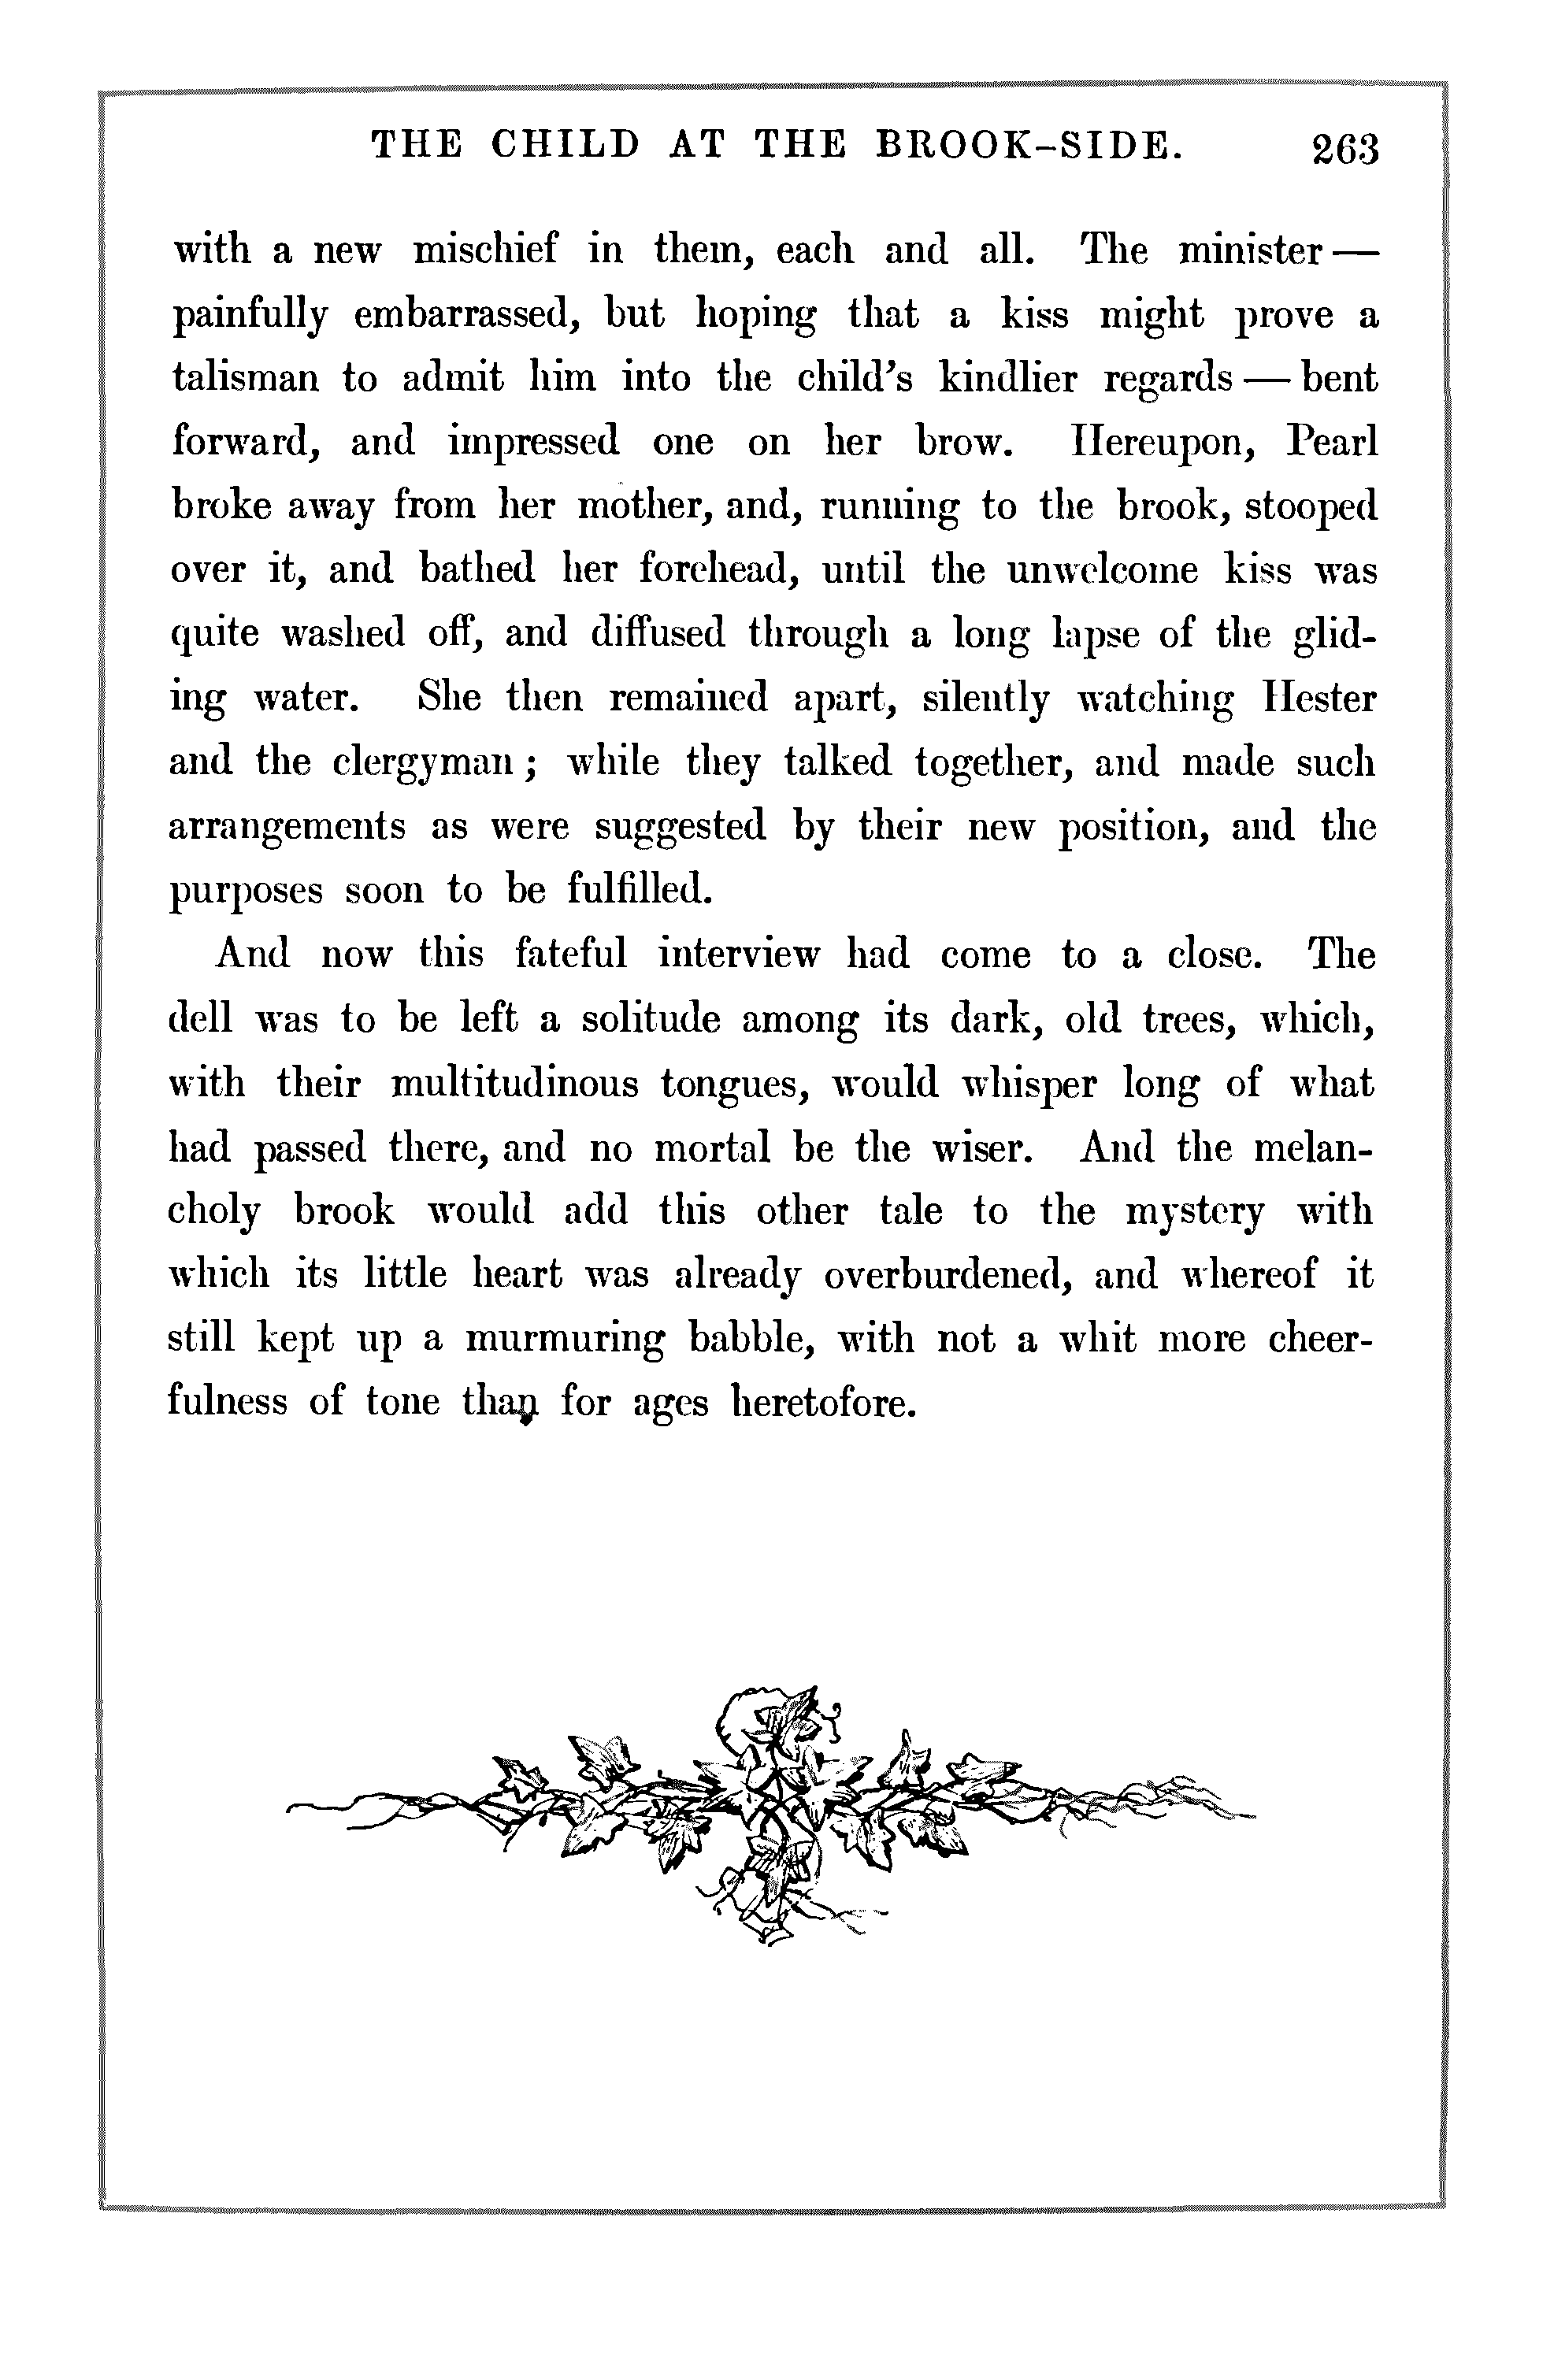 THE CHILD AT THE BROOK-SIDE. 263
with a new mischief in them, each and all. The minister —
painfully embarrassed, but hoping that a kiss might prove a
talisman to admit him into the child's kindlier regards — bent
forward, and impressed one on her brow. Hereupon, Pearl
broke away from her mother, and, running to the brook, stooped
over it, and bathed her forehead, until the unwelcome kiss was
quite washed off, and diffused through a long lapse of the glid-
ing water. She then remained apart, silently watching Hester
and the clergyman; while they talked together, and made such
arrangements as were suggested by their new position, and the
purposes soon to be fulfilled.
And now this fateful interview had come to a close. The
dell was to be left a solitude among its dark, old trees, which,
with their multitudinous tongues, would whisper long of what
had passed there, and no mortal be the wiser. And the melan-
choly brook would add this other tale to the mystery with
which its little heart was already overburdened, and whereof it
still kept up a murmuring babble, with not a whit more cheer-
fulness of tone than for ages heretofore.